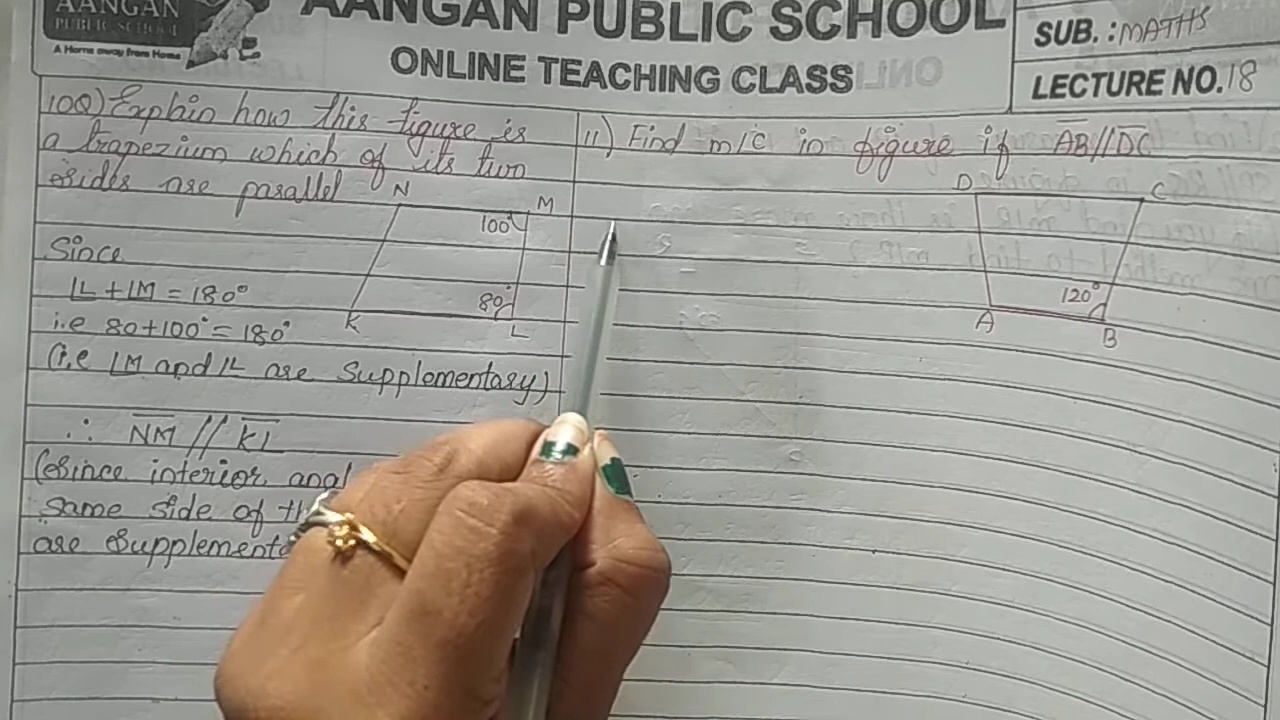 AANGAN
PUBLIC SCHOOL
A Home away from Home
AANGAN PUBLIC SCHOOL
ONLINE TEACHING CLASS
SUB. : MATHS
LECTURE NO. 18
10Q) Explain how this figure is
a trapezium which of its two
sides are parallel
N
M
100°
80°
K
L
Since
∠L + ∠M = 180°
i.e 80+100° = 180°
(i.e ∠M and ∠L are Supplementary)
∴ NM // KL
(Since interior
same side of
are
11) Find m∠C in figure if AB // DC
D
C
120°
A
B